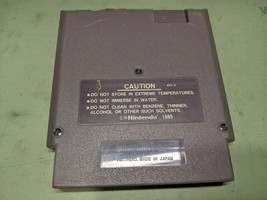 CAUTION
● DO NOT STORE IN EXTREME TEMPERATURES.
● DO NOT IMMERSE IN WATER.
● DO NOT CLEAN WITH BENZENE, THINNER,
ALCOHOL OR OTHER SUCH SOLVENTS.
© Nintendo 1985
MADE IN JAPAN